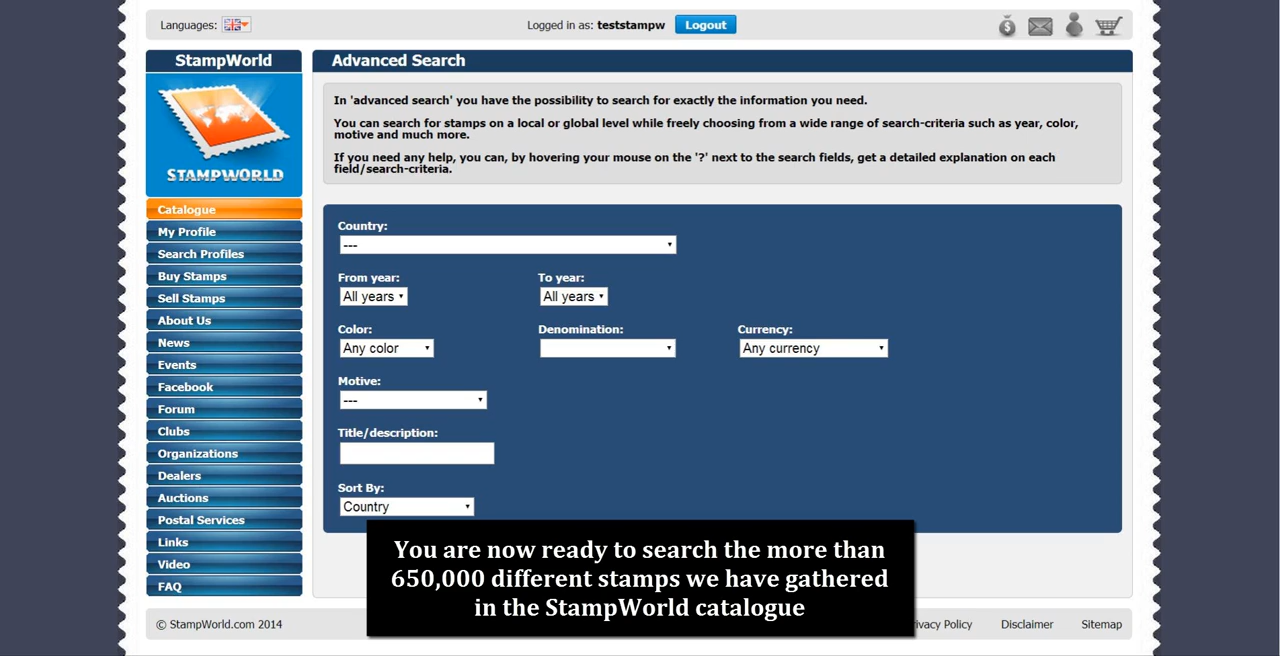 Languages:
Logged in as: teststampw
Logout
StampWorld
STAMPWORLD
Catalogue
My Profile
Search Profiles
Buy Stamps
Sell Stamps
About Us
News
Events
Facebook
Forum
Clubs
Organizations
Dealers
Auctions
Postal Services
Links
Video
FAQ
Advanced Search
In 'advanced search' you have the possibility to search for exactly the information you need.
You can search for stamps on a local or global level while freely choosing from a wide range of search-criteria such as year, color,
motive and much more.
If you need any help, you can, by hovering your mouse on the '?' next to the search fields, get a detailed explanation on each
field/search-criteria.
Country:
---
From year:
To year:
All years
All years
Color:
Denomination:
Currency:
Any color
Any currency
Motive:
---
Title/description:
Sort By:
Country
You are now ready to search the more than
650,000 different stamps we have gathered
in the StampWorld catalogue
© StampWorld.com 2014
Policy
Disclaimer
Sitemap